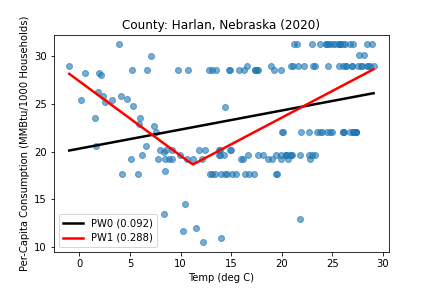 County: Harlan, Nebraska (2020)
Per-Capita Consumption (MMBtu/1000 Households)
30
25
20
15
10
PW0 (0.092)
PW1 (0.288)
0 5 10 15 20 25 30
Temp (deg C)